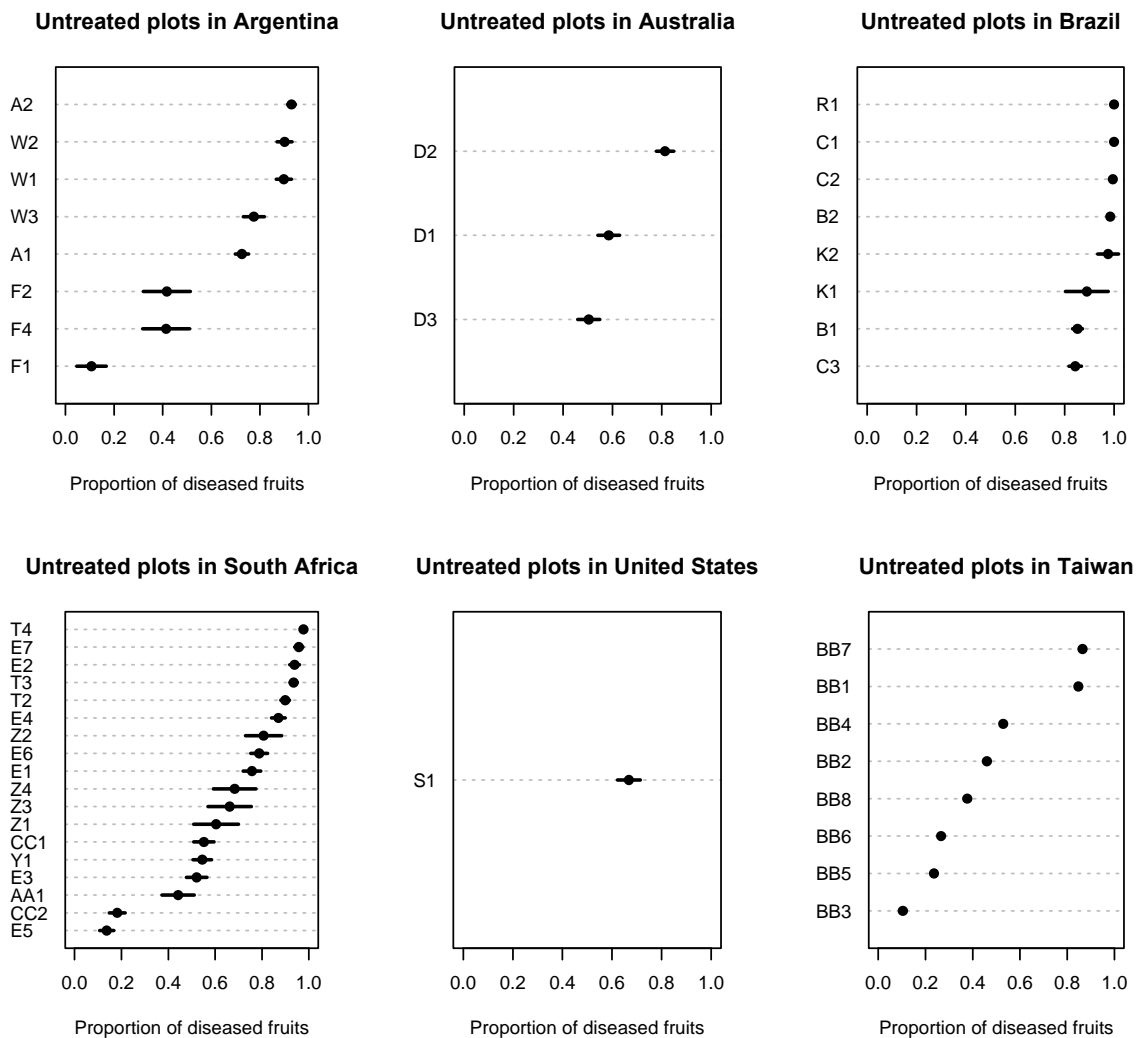 Untreated plots in Argentina
A2
W2
W1
W3
A1
F2
F4
F1
0.0 0.2 0.4 0.6 0.8 1.0
Proportion of diseased fruits
Untreated plots in Australia
D2
D1
D3
0.0 0.2 0.4 0.6 0.8 1.0
Proportion of diseased fruits
Untreated plots in Brazil
R1
C1
C2
B2
K2
K1
B1
C3
0.0 0.2 0.4 0.6 0.8 1.0
Proportion of diseased fruits
Untreated plots in South Africa
T4
E7
E2
T3
T2
E4
Z2
E6
E1
Z4
Z3
Z1
CC1
Y1
E3
AA1
CC2
E5
0.0 0.2 0.4 0.6 0.8 1.0
Proportion of diseased fruits
Untreated plots in United States
S1
0.0 0.2 0.4 0.6 0.8 1.0
Proportion of diseased fruits
Untreated plots in Taiwan
BB7
BB1
BB4
BB2
BB8
BB6
BB5
BB3
0.0 0.2 0.4 0.6 0.8 1.0
Proportion of diseased fruits